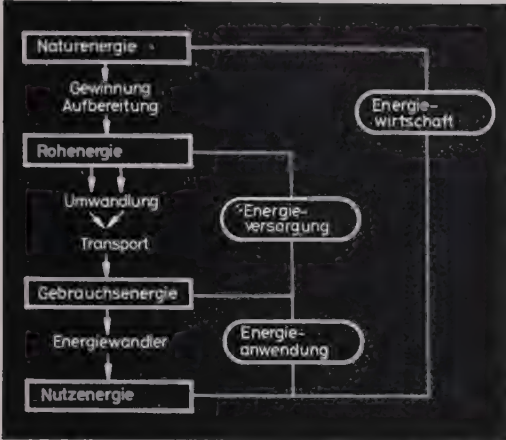 Naturenergie
Gewinnung
Aufbereitung
Energie-
wirtschaft
Rohenergie
Umwandlung
Energie-
versorgung
Transport
Gebrauchsenergie
Energiewandler
Energie-
anwendung
Nutzenergie